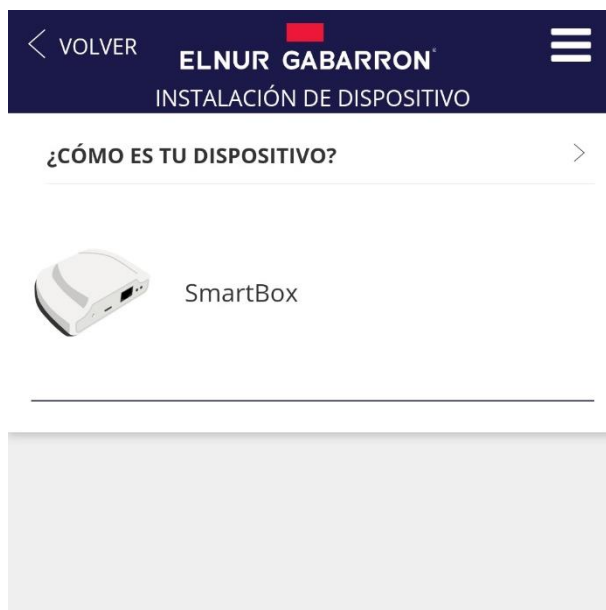 VOLVER
ELNUR GABARRON
INSTALACIÓN DE DISPOSITIVO
¿CÓMO ES TU DISPOSITIVO?
SmartBox